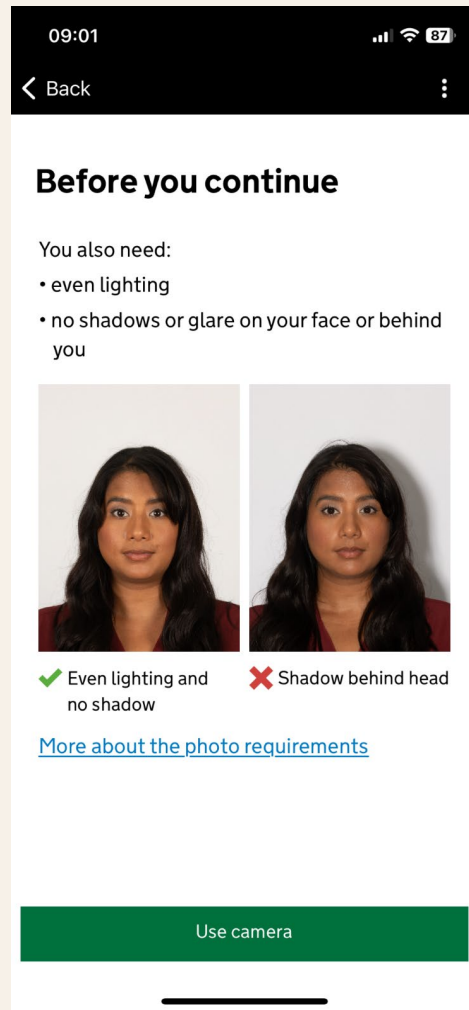 09:01
87
Back
Before you continue
You also need:
• even lighting
• no shadows or glare on your face or behind
you
Even lighting and
no shadow
Shadow behind head
More about the photo requirements
Use camera